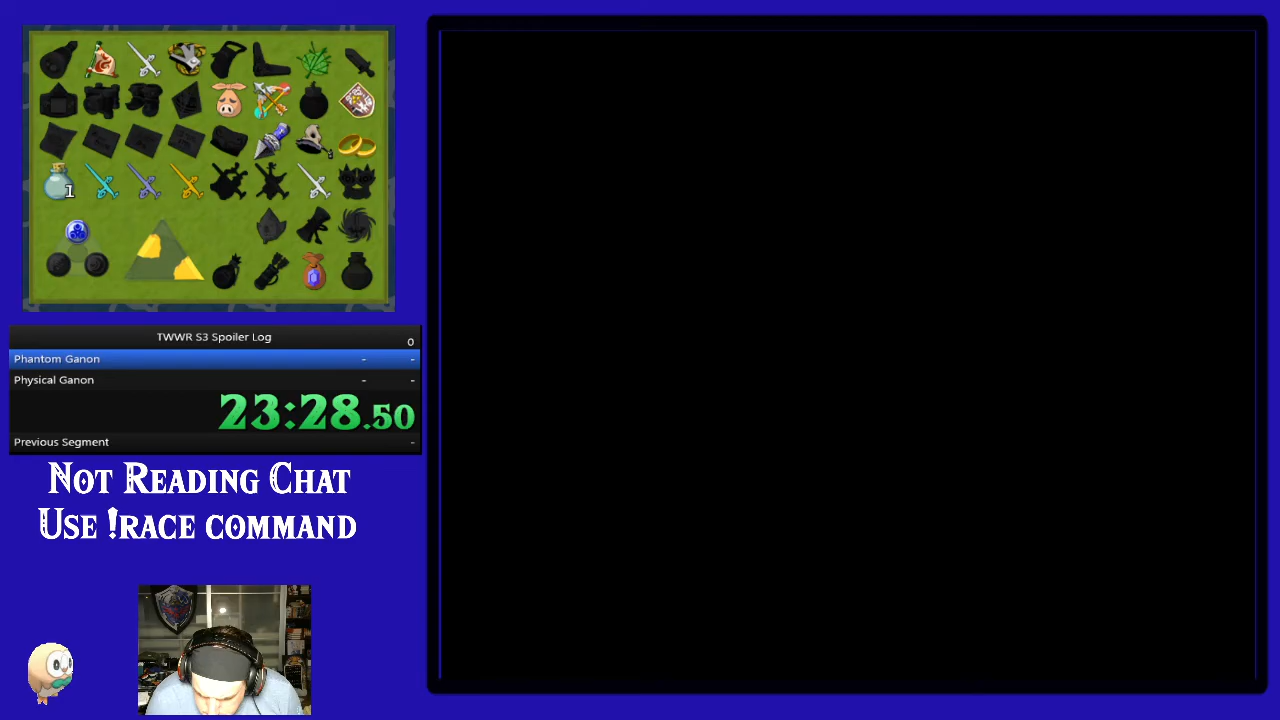 1
TWWR S3 Spoiler Log
0
Phantom Ganon - -
Physical Ganon - -
23:28.50
Previous Segment -
Not Reading Chat
Use !race command